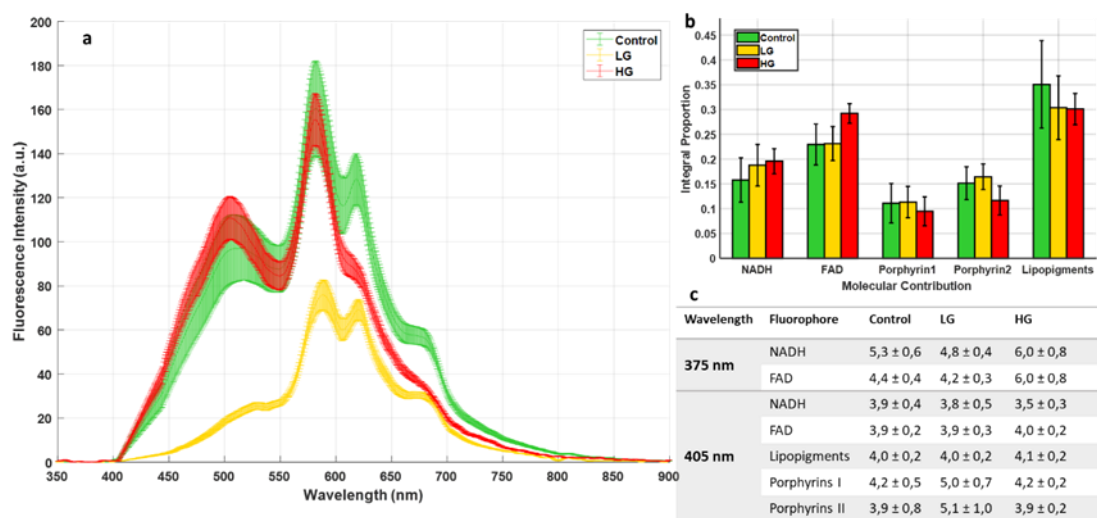 a
200
180
160
140
120
100
80
60
40
20
0
350 400 450 500 550 600 650 700 750 800 850 900
Fluorescence Intensity (a.u.)
Wavelength (nm)
Control
LG
HG
b
0.45
0.4
0.35
0.3
0.25
0.2
0.15
0.1
0.05
0
Integral Proportion
Control
LG
HG
NADH FAD Porphyrin1 Porphyrin2 Lipopigments
Molecular Contribution
c
Wavelength Fluorophore Control LG HG
375 nm
NADH 5,3 ± 0,6 4,8 ± 0,4 6,0 ± 0,8
FAD 4,4 ± 0,4 4,2 ± 0,3 6,0 ± 0,8
405 nm
NADH 3,9 ± 0,4 3,8 ± 0,5 3,5 ± 0,3
FAD 3,9 ± 0,2 3,9 ± 0,3 4,0 ± 0,2
Lipopigments 4,0 ± 0,2 4,0 ± 0,2 4,1 ± 0,2
Porphyrins I 4,2 ± 0,5 5,0 ± 0,7 4,2 ± 0,2
Porphyrins II 3,9 ± 0,8 5,1 ± 1,0 3,9 ± 0,2